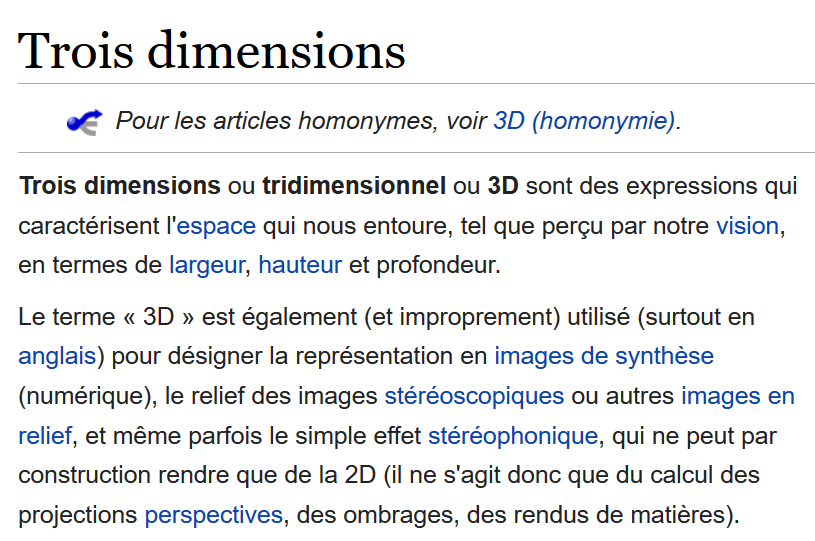 Trois dimensions
Pour les articles homonymes, voir 3D (homonymie).
Trois dimensions ou tridimensionnel ou 3D sont des expressions qui
caractérisent l'espace qui nous entoure, tel que perçu par notre vision,
en termes de largeur, hauteur et profondeur.
Le terme « 3D » est également (et improprement) utilisé (surtout en
anglais) pour désigner la représentation en images de synthèse
(numérique), le relief des images stéréoscopiques ou autres images en
relief, et même parfois le simple effet stéréophonique, qui ne peut par
construction rendre que de la 2D (il ne s'agit donc que du calcul des
projections perspectives, des ombrages, des rendus de matières).